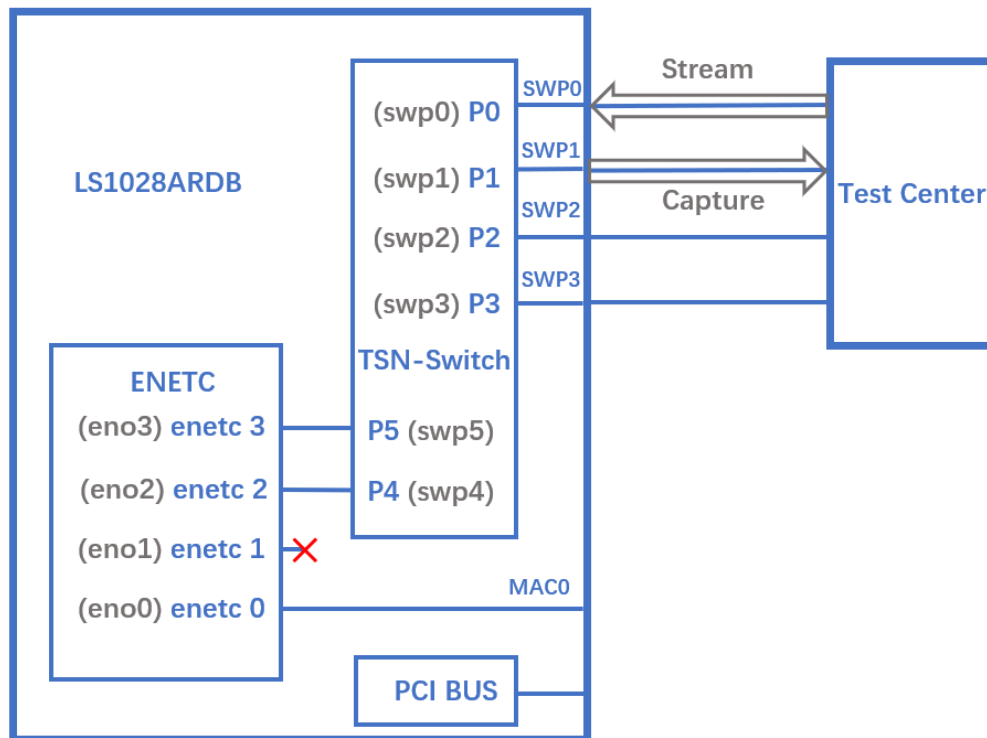 Stream
SWP0
(swp0) P0
SWP1
(swp1) P1
LS1028ARDB
Test Center
Capture
SWP2
(swp2) P2
SWP3
(swp3) P3
TSN-Switch
ENETC
(eno3) enetc 3
P5 (swp5)
(eno2) enetc 2
P4 (swp4)
(eno1) enetc 1
(eno0) enetc 0
MAC0
PCI BUS